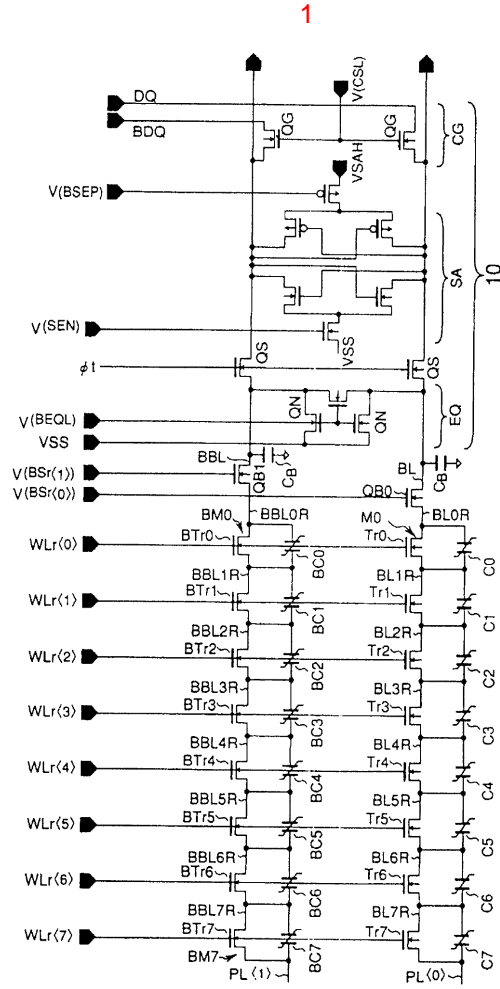 1
DQ
BDQ
V(CSL)
QG
QG
CG
V(BSEP)
VSAH
SA
10
V(SEN)
VSS
φt
QS
QS
V(BEQL)
QN
QN
EQ
VSS
BBL
CB
BL
CB
V(BSr⟨1⟩)
QB1
V(BSr⟨0⟩)
QB0
BM0
BBL0R
M0
BL0R
WLr⟨0⟩
BTr0
BC0
Tr0
C0
BBL1R
BL1R
WLr⟨1⟩
BTr1
BC1
Tr1
C1
BBL2R
BL2R
WLr⟨2⟩
BTr2
BC2
Tr2
C2
BBL3R
BL3R
WLr⟨3⟩
BTr3
BC3
Tr3
C3
BBL4R
BL4R
WLr⟨4⟩
BTr4
BC4
Tr4
C4
BBL5R
BL5R
WLr⟨5⟩
BTr5
BC5
Tr5
C5
BBL6R
BL6R
WLr⟨6⟩
BTr6
BC6
Tr6
C6
BBL7R
BL7R
WLr⟨7⟩
BTr7
BC7
Tr7
C7
BM7
PL⟨1⟩
PL⟨0⟩